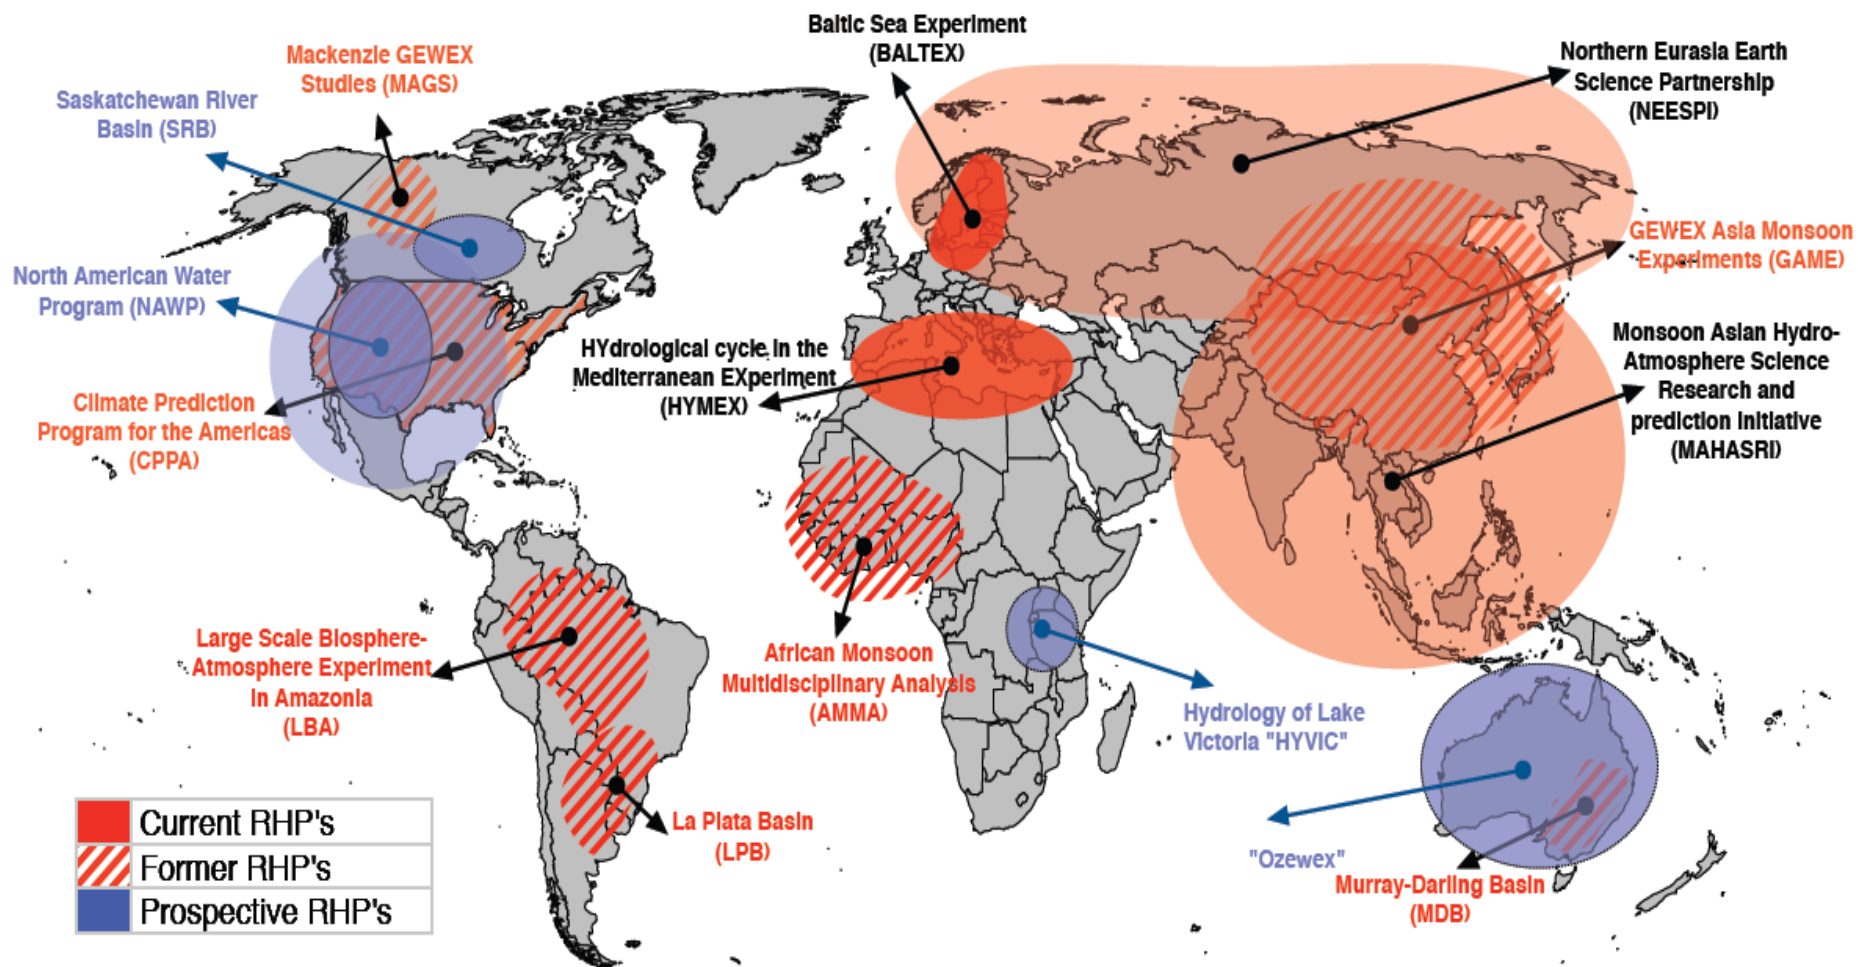 Baltic Sea Experiment
(BALTEX)
Mackenzie GEWEX
Studies (MAGS)
Northern Eurasia Earth
Science Partnership
(NEESPI)
Saskatchewan River
Basin (SRB)
GEWEX Asia Monsoon
Experiments (GAME)
North American Water
Program (NAWP)
Monsoon Asian Hydro-
Atmosphere Science
Research and
prediction Initiative
(MAHASRI)
HYdrological cycle in the
Mediterranean EXperiment
(HYMEX)
Climate Prediction
Program for the Americas
(CPPA)
Large Scale Biosphere-
Atmosphere Experiment
in Amazonia
(LBA)
African Monsoon
Multidisciplinary Analysis
(AMMA)
Hydrology of Lake
Victoria "HYVIC"
La Plata Basin
(LPB)
"Ozewex"
Murray-Darling Basin
(MDB)
Current RHP's
Former RHP's
Prospective RHP's